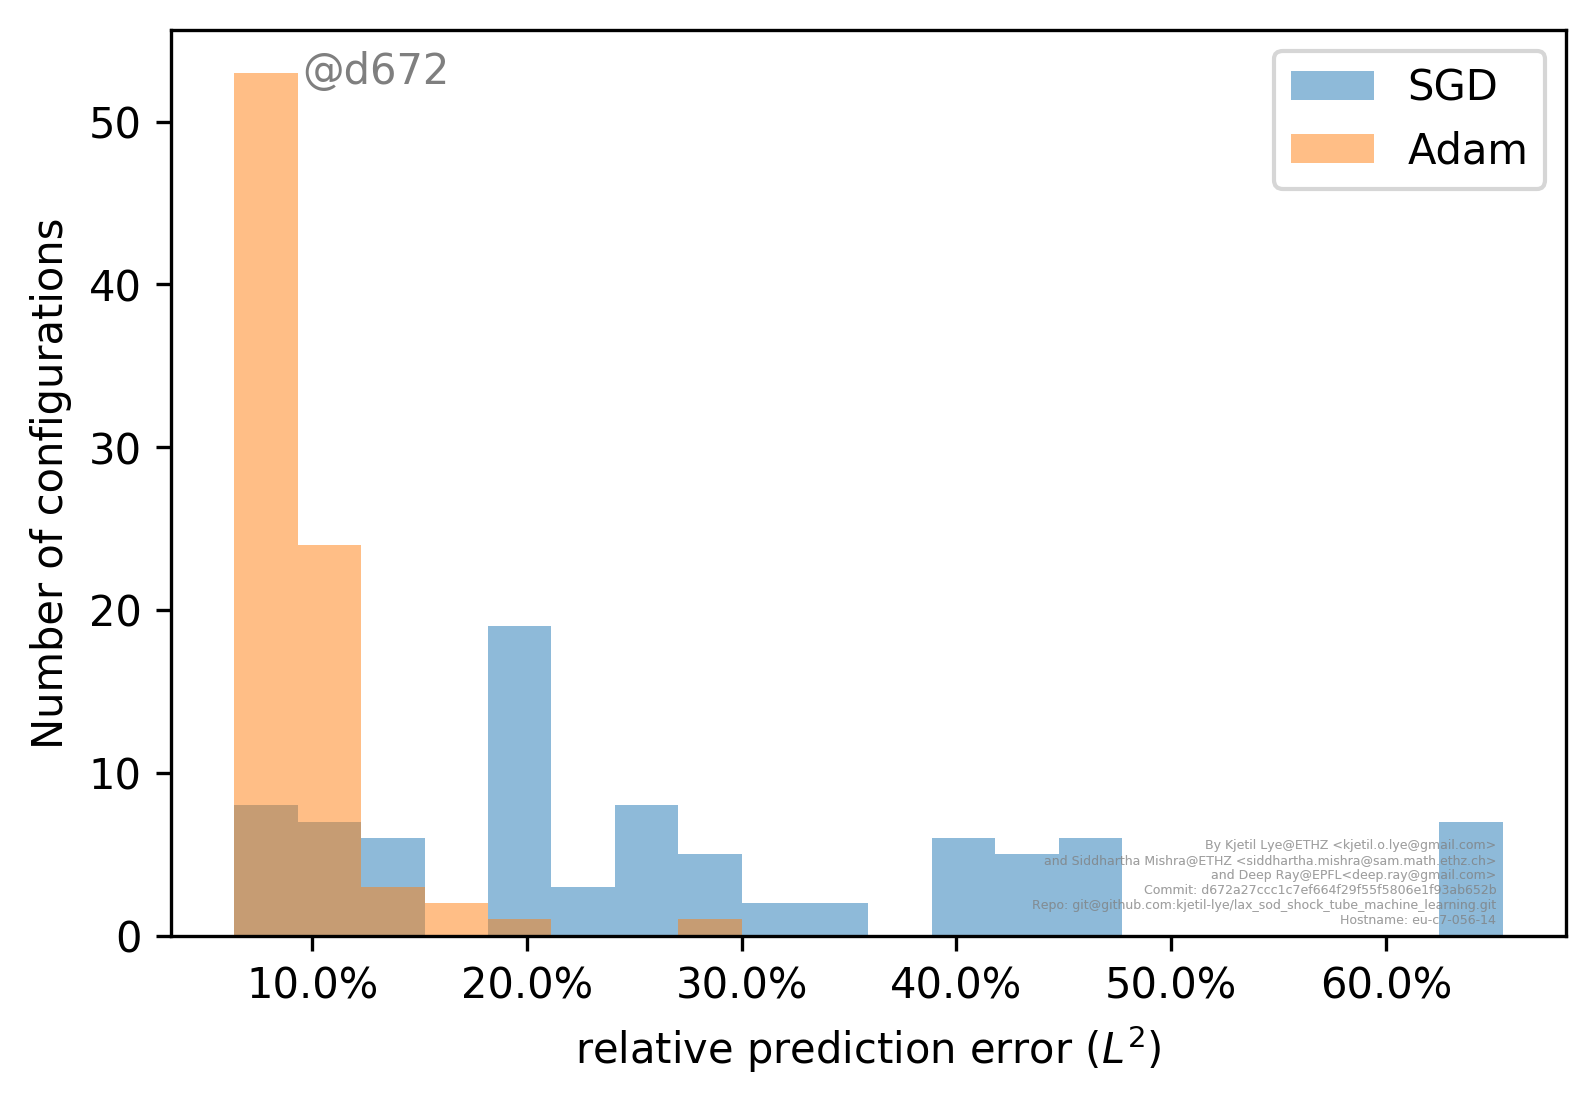 @d672
SGD
Adam
50
40
30
20
10
0
Number of configurations
By Kjetil Lye@ETHZ <kjetil.o.lye@gmail.com>
and Siddhartha Mishra@ETHZ <siddhartha.mishra@sam.math.ethz.ch>
and Deep Ray@EPFL<deep.ray@gmail.com>
Commit: d672a27ccc1c7ef664f29f55f5806e1f93ab652b
Repo: git@github.com:kjetil-lye/lax_sod_shock_tube_machine_learning.git
Hostname: eu-c7-056-14
10.0% 20.0% 30.0% 40.0% 50.0% 60.0%
relative prediction error (L²)